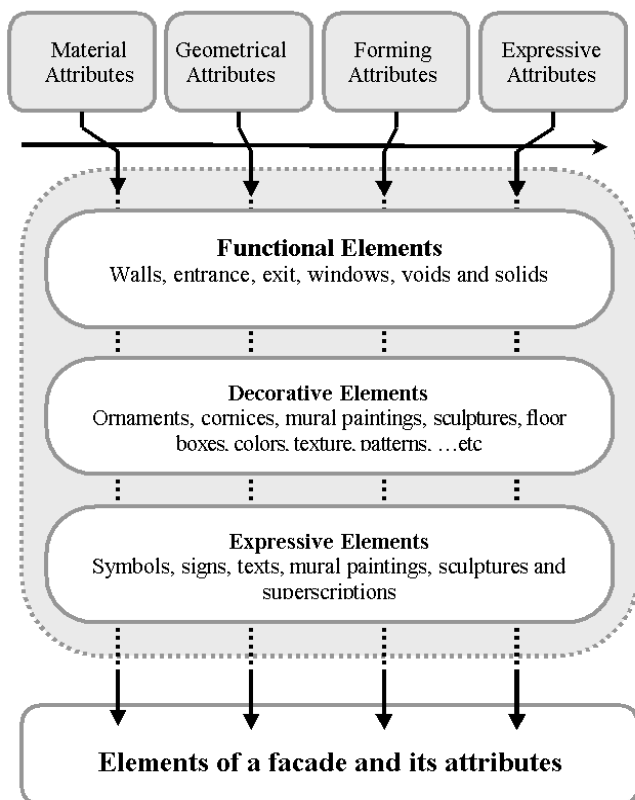 Material
Attributes
Geometrical
Attributes
Forming
Attributes
Expressive
Attributes
Functional Elements
Walls, entrance, exit, windows, voids and solids
Decorative Elements
Ornaments, cornices, mural paintings, sculptures, floor
boxes, colors, texture, patterns, …etc
Expressive Elements
Symbols, signs, texts, mural paintings, sculptures and
superscriptions
Elements of a facade and its attributes